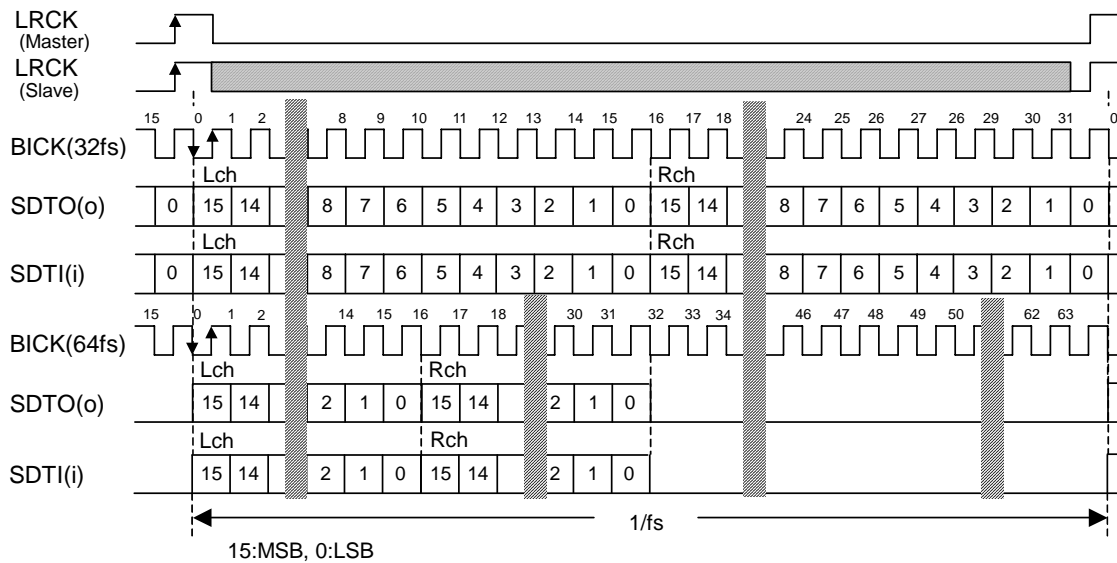 LRCK
(Master)
LRCK
(Slave)
15 0 1 2 8 9 10 11 12 13 14 15 16 17 18 24 25 26 27 26 29 30 31 0
BICK(32fs)
Lch Rch
SDTO(o) 0 15 14 8 7 6 5 4 3 2 1 0 15 14 8 7 6 5 4 3 2 1 0
Lch Rch
SDTI(i) 0 15 14 8 7 6 5 4 3 2 1 0 15 14 8 7 6 5 4 3 2 1 0
15 0 1 2 14 15 16 17 18 30 31 32 33 34 46 47 48 49 50 62 63
BICK(64fs)
Lch Rch
SDTO(o) 15 14 2 1 0 15 14 2 1 0
Lch Rch
SDTI(i) 15 14 2 1 0 15 14 2 1 0
1/fs
15:MSB, 0:LSB